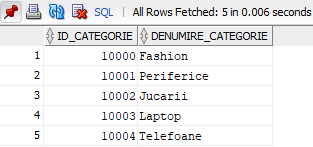 SQL | All Rows Fetched: 5 in 0.006 seconds
ID_CATEGORIE DENUMIRE_CATEGORIE
1 10000 Fashion
2 10001 Periferice
3 10002 Jucarii
4 10003 Laptop
5 10004 Telefoane